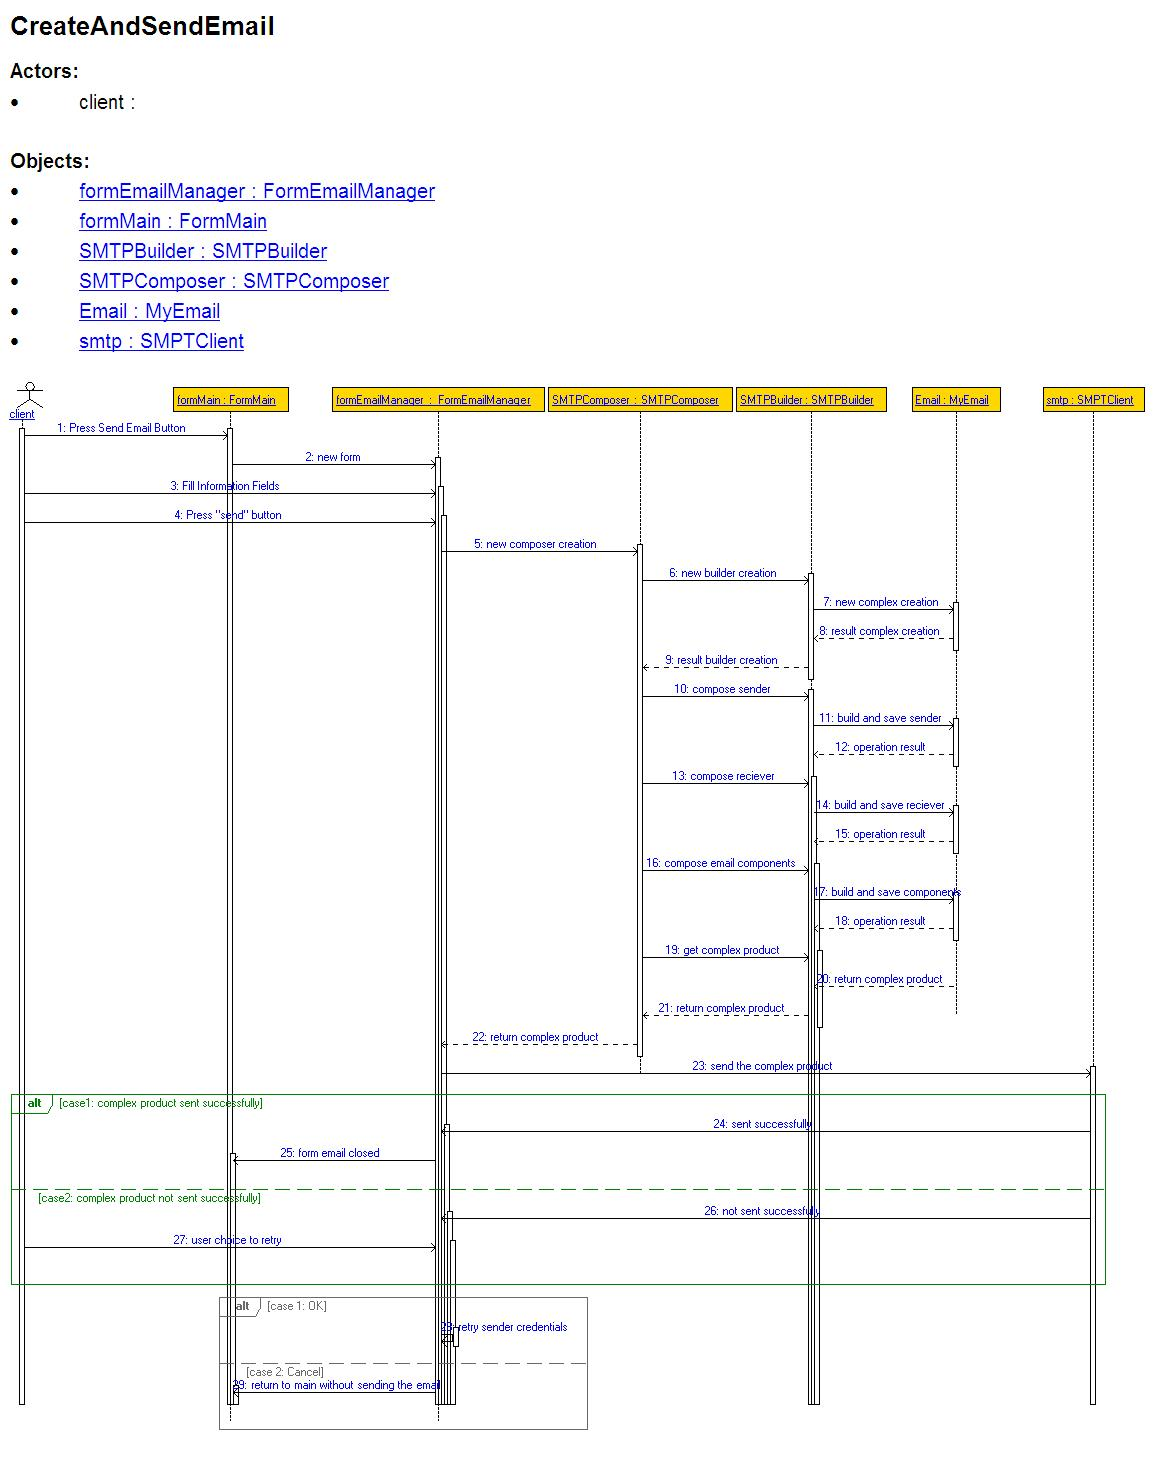 CreateAndSendEmail
Actors:
• client :
Objects:
• formEmailManager : FormEmailManager
• formMain : FormMain
• SMTPBuilder : SMTPBuilder
• SMTPComposer : SMTPComposer
• Email : MyEmail
• smtp : SMPTClient
client
formMain : FormMain
formEmailManager : FormEmailManager
SMTPComposer : SMTPComposer
SMTPBuilder : SMTPBuilder
Email : MyEmail
smtp : SMPTClient
1: Press Send Email Button
2: new form
3: Fill Information Fields
4: Press "send" button
5: new composer creation
6: new builder creation
7: new complex creation
8: result complex creation
9: result builder creation
10: compose sender
11: build and save sender
12: operation result
13: compose reciever
14: build and save reciever
15: operation result
16: compose email components
17: build and save components
18: operation result
19: get complex product
20: return complex product
21: return complex product
22: return complex product
23: send the complex product
alt [case1: complex product sent successfully]
24: sent successfully
25: form email closed
[case2: complex product not sent successfully]
26: not sent successfully
27: user choice to retry
alt [case 1: OK]
28: retry sender credentials
[case 2: Cancel]
29: return to main without sending the email